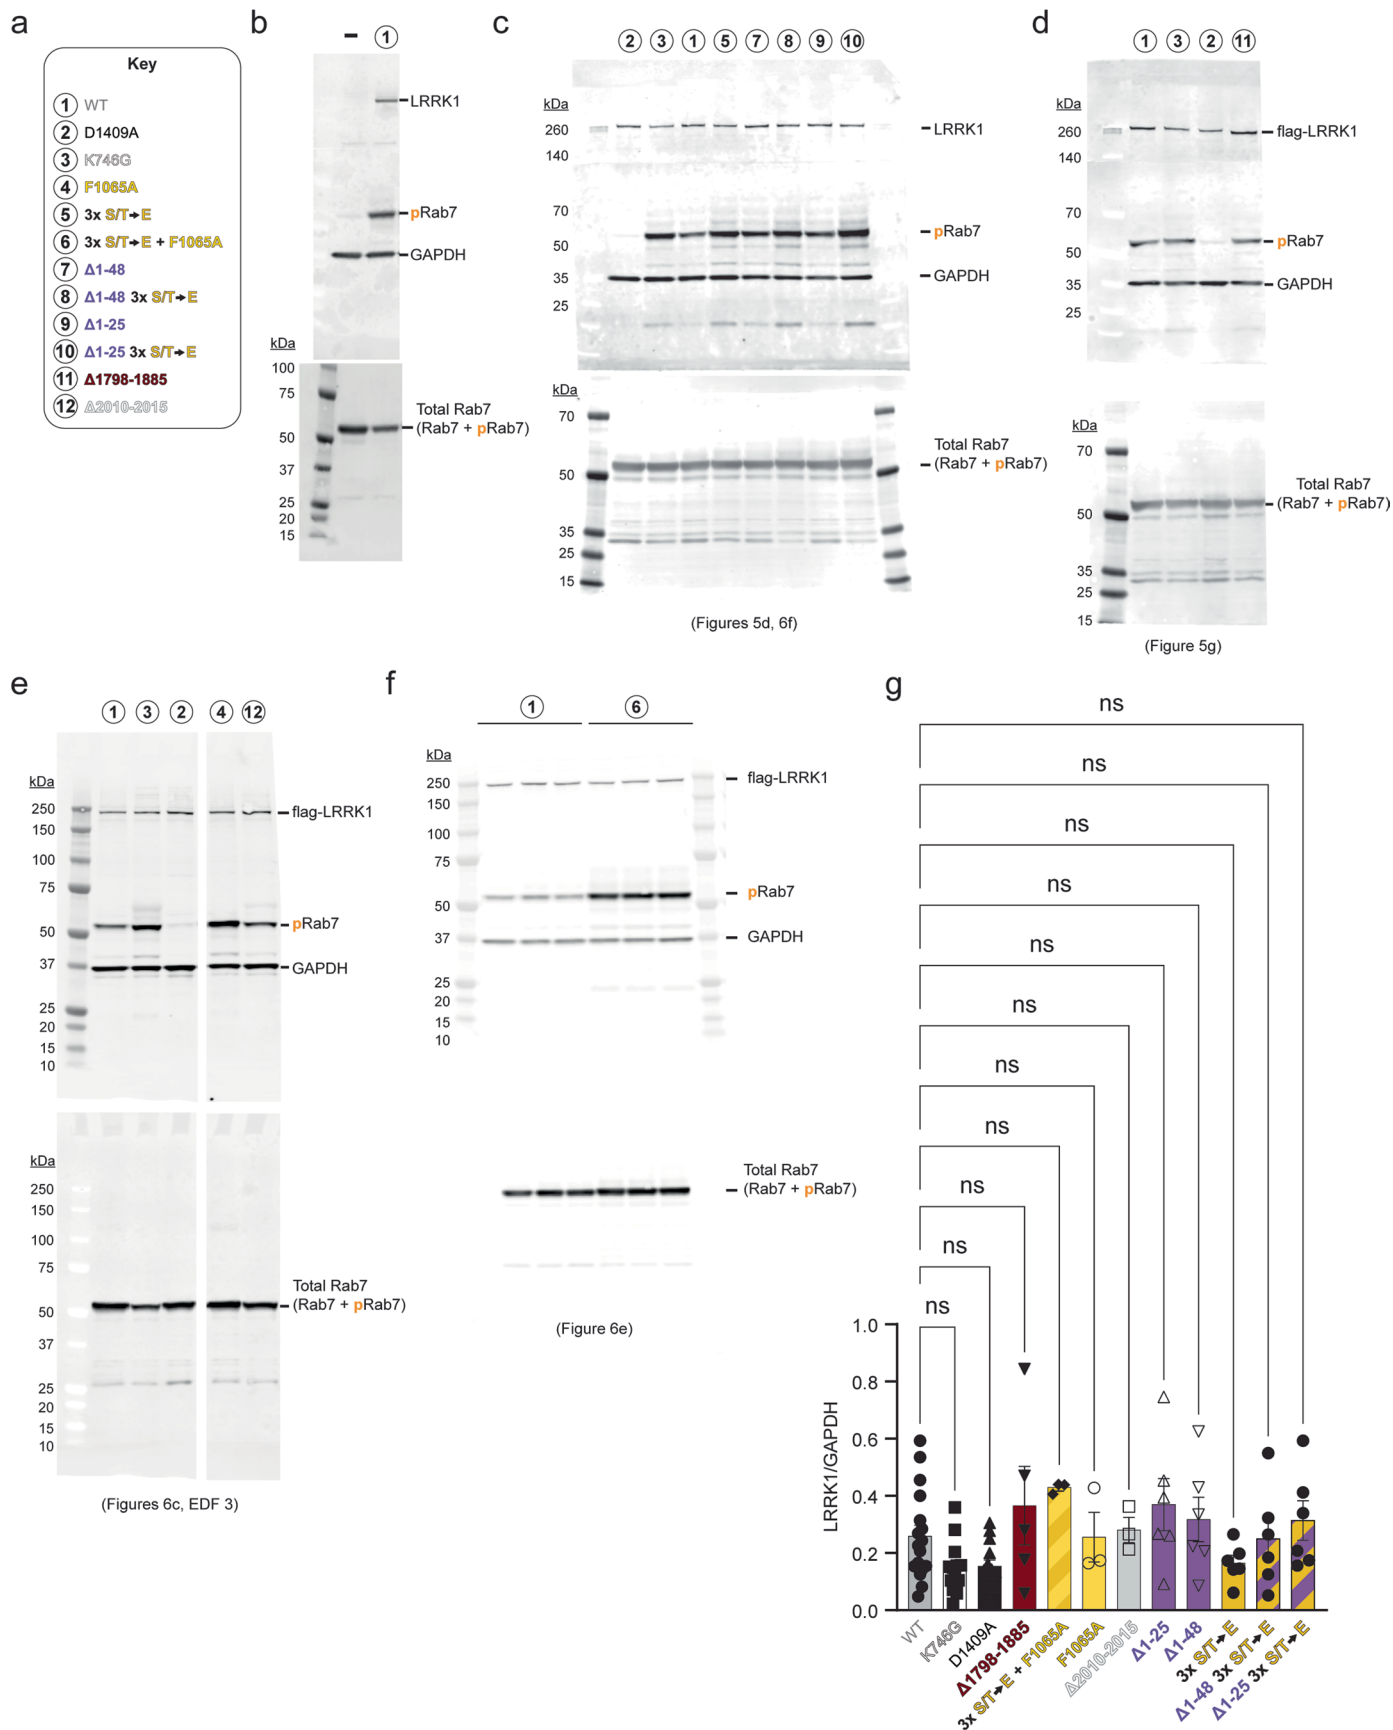 a
Key
1 WT
2 D1409A
3 K746G
4 F1065A
5 3x S/T→E
6 3x S/T→E + F1065A
7 Δ1-48
8 Δ1-48 3x S/T→E
9 Δ1-25
10 Δ1-25 3x S/T→E
11 Δ1798-1885
12 Δ2010-2015
b
– 1
LRRK1
pRab7
GAPDH
kDa
100
75
50
37
25
20
15
Total Rab7
(Rab7 + pRab7)
c
2 3 1 5 7 8 9 10
kDa
260
140
70
50
35
25
LRRK1
pRab7
GAPDH
kDa
70
50
35
25
15
Total Rab7
(Rab7 + pRab7)
(Figures 5d, 6f)
d
1 3 2 11
kDa
260
140
70
50
35
25
flag-LRRK1
pRab7
GAPDH
kDa
70
50
35
25
15
Total Rab7
(Rab7 + pRab7)
(Figure 5g)
e
1 3 2 4 12
kDa
250
150
100
75
50
37
25
20
15
10
flag-LRRK1
pRab7
GAPDH
kDa
250
150
100
75
50
37
25
20
15
10
Total Rab7
(Rab7 + pRab7)
(Figures 6c, EDF 3)
f
1 6
kDa
250
150
100
75
50
37
25
20
15
10
flag-LRRK1
pRab7
GAPDH
Total Rab7
(Rab7 + pRab7)
(Figure 6e)
g
ns
ns
ns
ns
ns
ns
ns
ns
ns
ns
ns
LRRK1/GAPDH
1.0
0.8
0.6
0.4
0.2
0.0
WT
K746G
D1409A
Δ1798-1885
3x S/T→E + F1065A
F1065A
Δ2010-2015
Δ1-25
Δ1-48
3x S/T→E
Δ1-48 3x S/T→E
Δ1-25 3x S/T→E